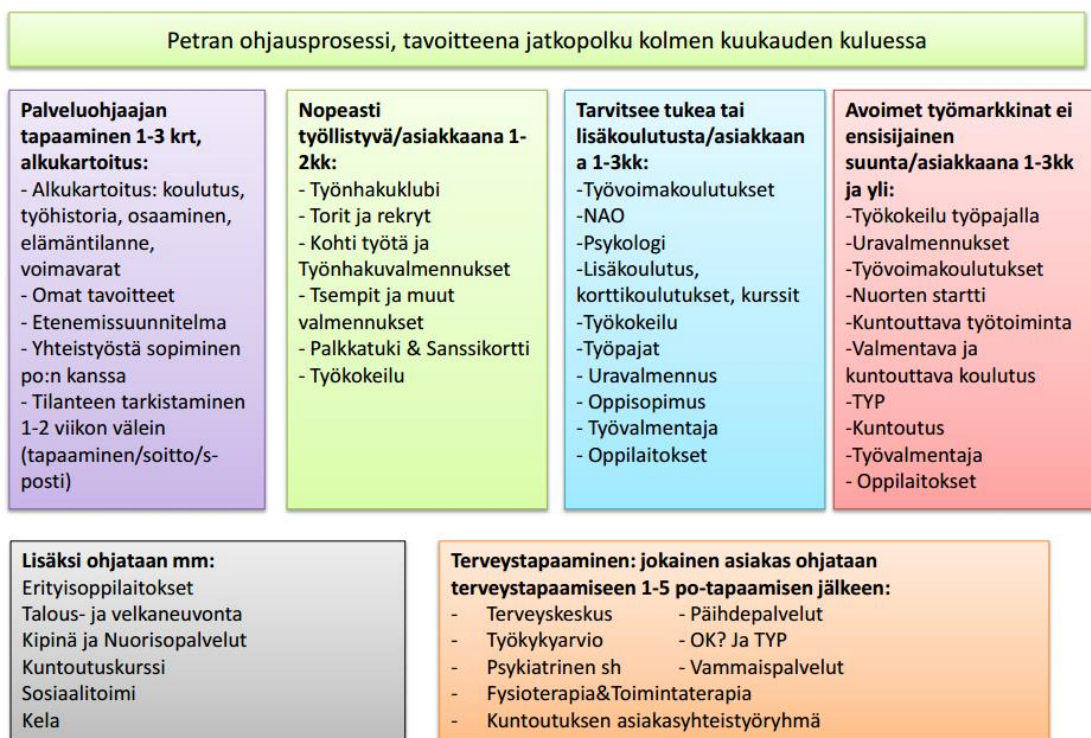 Petran ohjausprosessi, tavoitteena jatkopolku kolmen kuukauden kuluessa
Palveluohjaajan
tapaaminen 1-3 krt,
alkukartoitus:
- Alkukartoitus: koulutus,
työhistoria, osaaminen,
elämäntilanne,
voimavarat
- Omat tavoitteet
- Etenemissuunnitelma
- Yhteistyöstä sopiminen
po:n kanssa
- Tilanteen tarkistaminen
1-2 viikon välein
(tapaaminen/soitto/s-
posti)
Nopeasti
työllistyvä/asiakkaana 1-
2kk:
- Työnhakuklubi
- Torit ja rekryt
- Kohti työtä ja
Työnhakuvalmennukset
- Tsempit ja muut
valmennukset
- Palkkatuki & Sanssikortti
- Työkokeilu
Tarvitsee tukea tai
lisäkoulutusta/asiakkaan
a 1-3kk:
-Työvoimakoulutukset
-NAO
-Psykologi
-Lisäkoulutus,
korttikoulutukset, kurssit
-Työkokeilu
-Työpajat
- Uravalmennus
- Oppisopimus
- Työvalmentaja
- Oppilaitokset
Avoimet työmarkkinat ei
ensisijainen
suunta/asiakkaana 1-3kk
ja yli:
-Työkokeilu työpajalla
-Uravalmennukset
-Työvoimakoulutukset
-Nuorten startti
-Kuntouttava työtoiminta
-Valmentava ja
kuntouttava koulutus
-TYP
-Kuntoutus
-Työvalmentaja
- Oppilaitokset
Lisäksi ohjataan mm:
Erityisoppilaitokset
Talous- ja velkaneuvonta
Kipinä ja Nuorisopalvelut
Kuntoutuskurssi
Sosiaalitoimi
Kela
Terveystapaaminen: jokainen asiakas ohjataan
terveystapaamiseen 1-5 po-tapaamisen jälkeen:
- Terveyskeskus - Päihdepalvelut
- Työkykyarvio - OK? Ja TYP
- Psykiatrinen sh - Vammaispalvelut
- Fysioterapia&Toimintaterapia
- Kuntoutuksen asiakasyhteistyöryhmä